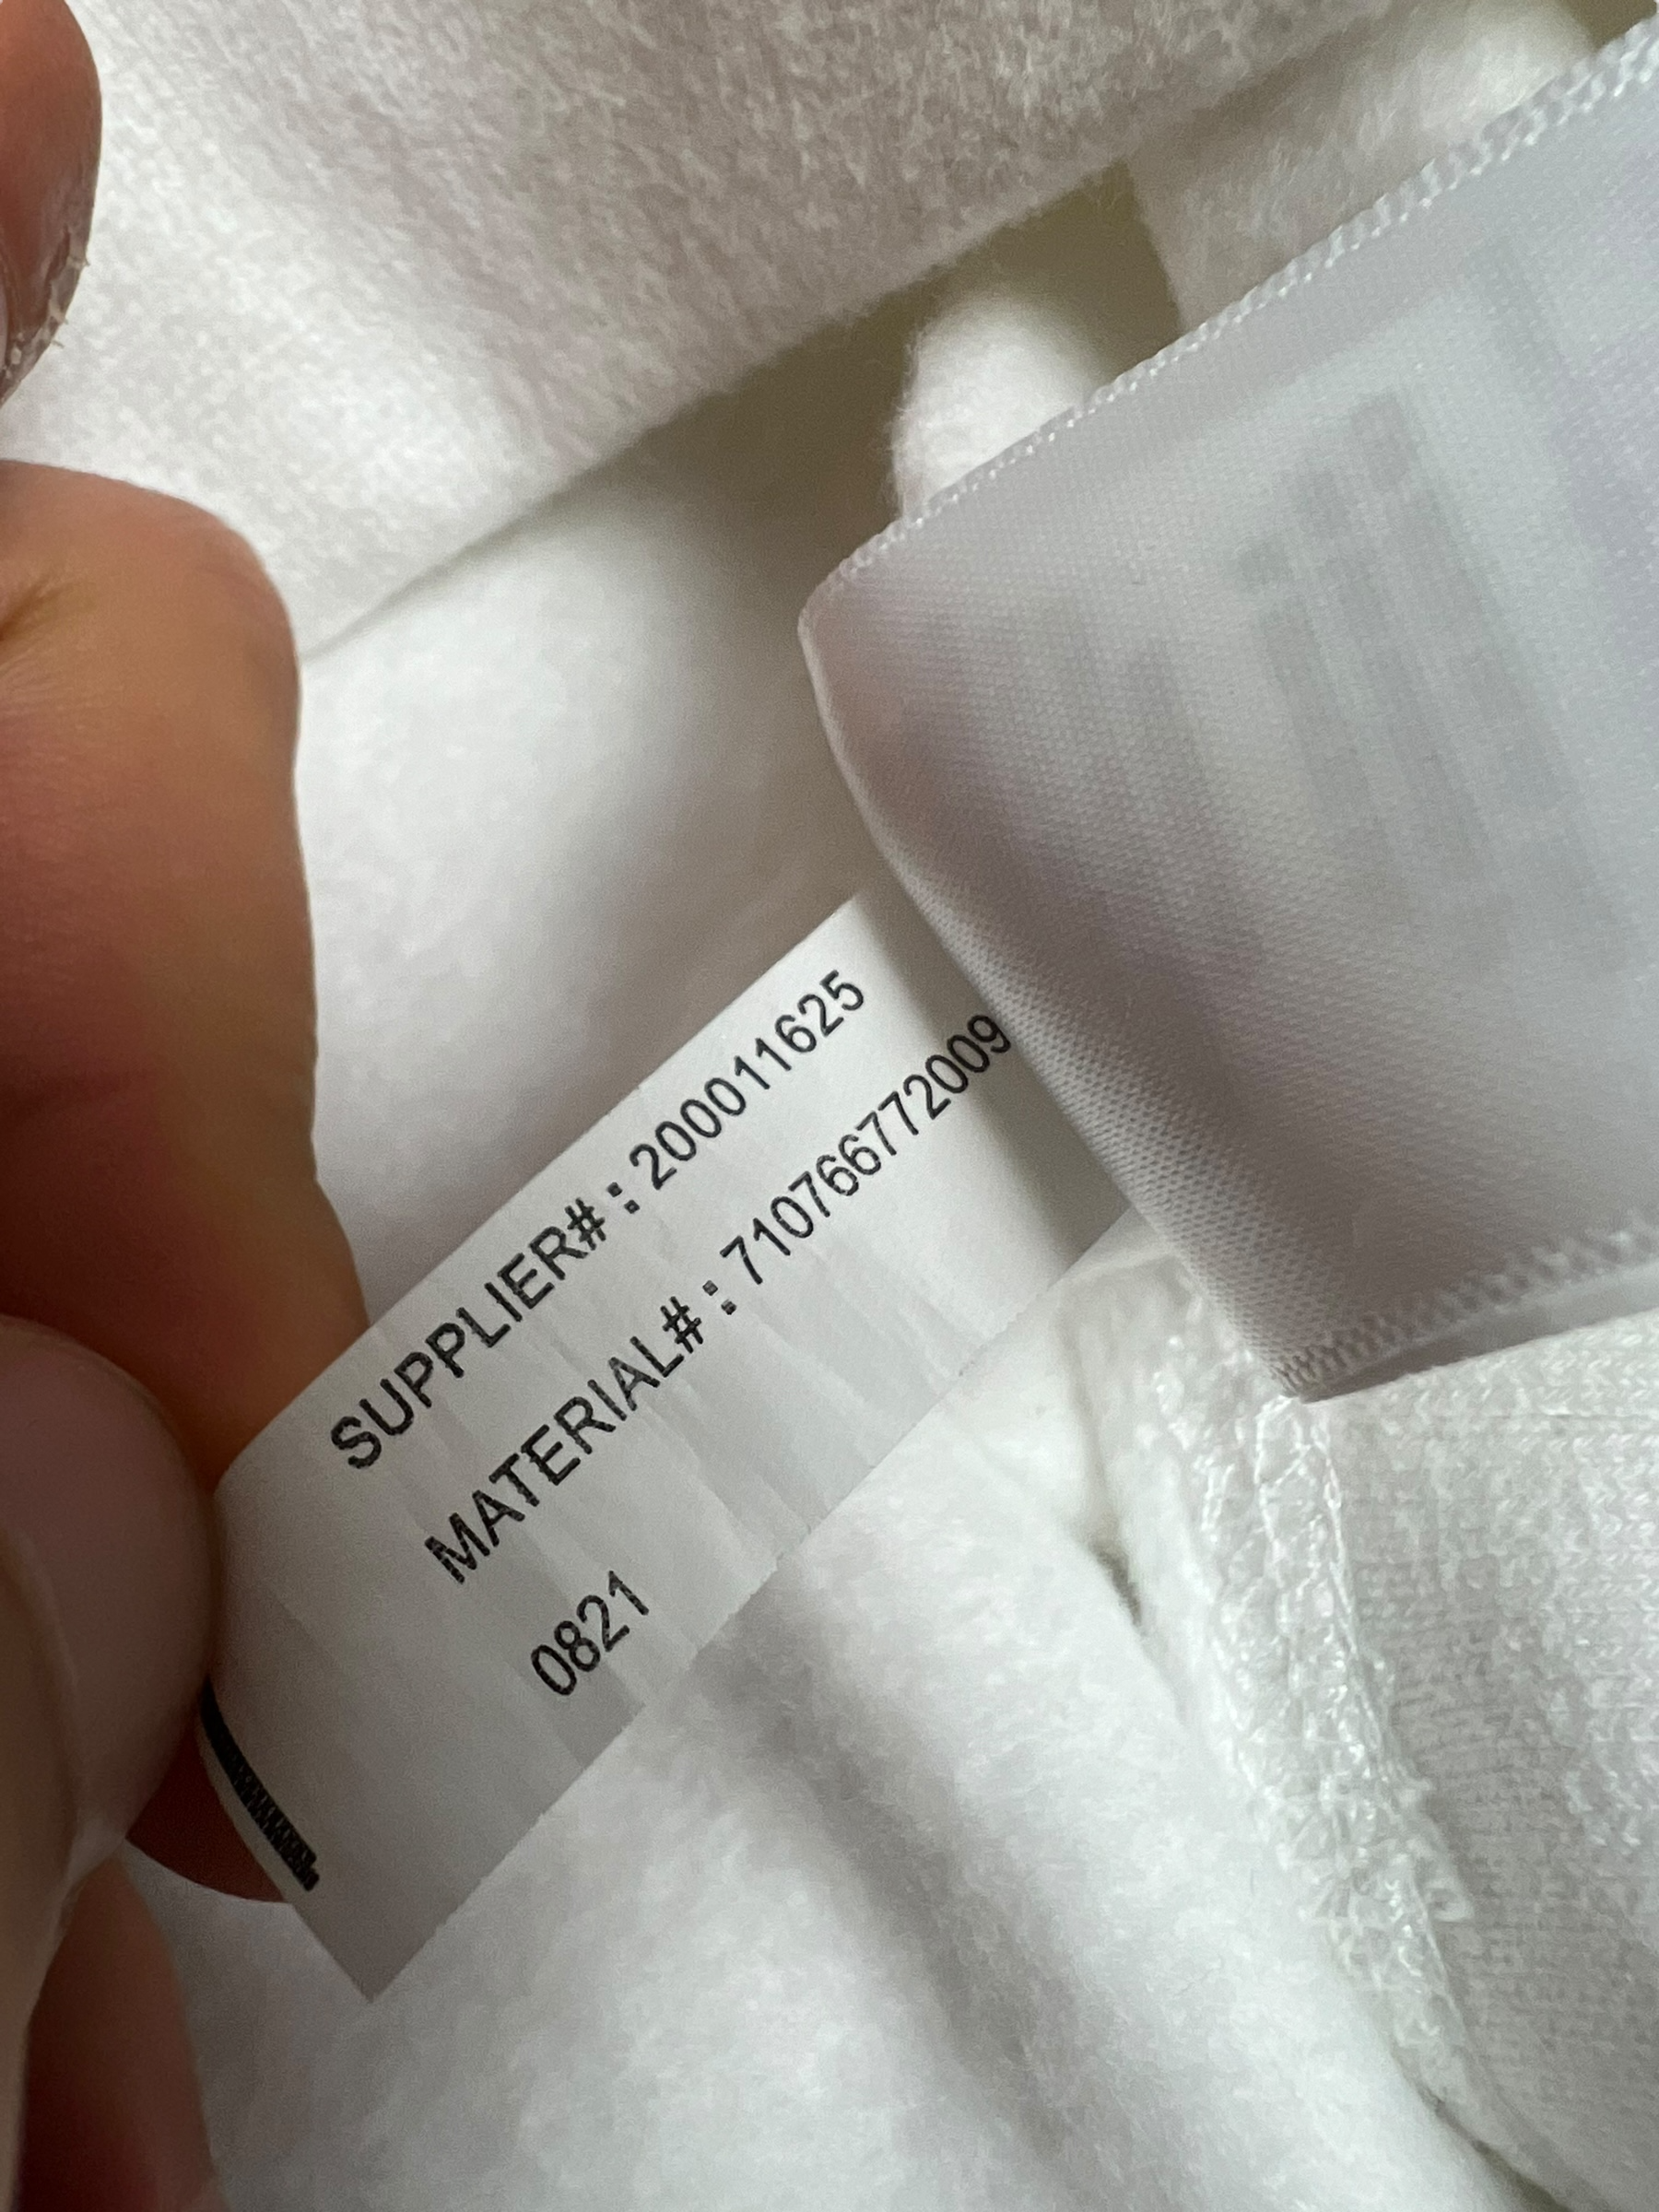 SUPPLIER# : 200011625
MATERIAL# : 710766772009
0821